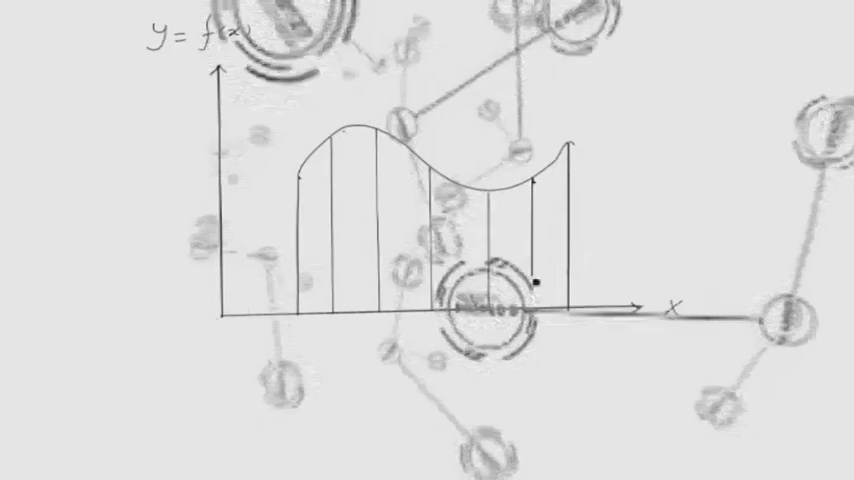 y = f(x)
x